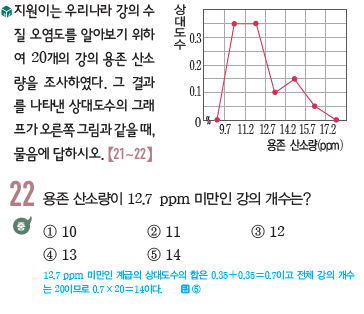 지원이는 우리나라 강의 수
질 오염도를 알아보기 위하
여 20개의 강의 용존 산소
량을 조사하였다. 그 결과
를 나타낸 상대도수의 그래
프가 오른쪽 그림과 같을 때,
물음에 답하시오. 【21~22】
상대도수
0.3
0.2
0.1
0
9.7 11.2 12.7 14.2 15.7 17.2
용존 산소량(ppm)
22 용존 산소량이 12.7 ppm 미만인 강의 개수는?
중
① 10 ② 11 ③ 12
④ 13 ⑤ 14
12.7 ppm 미만인 계급의 상대도수의 합은 0.35+0.35=0.7이고 전체 강의 개수
는 20이므로 0.7×20=14이다. 답 ⑤